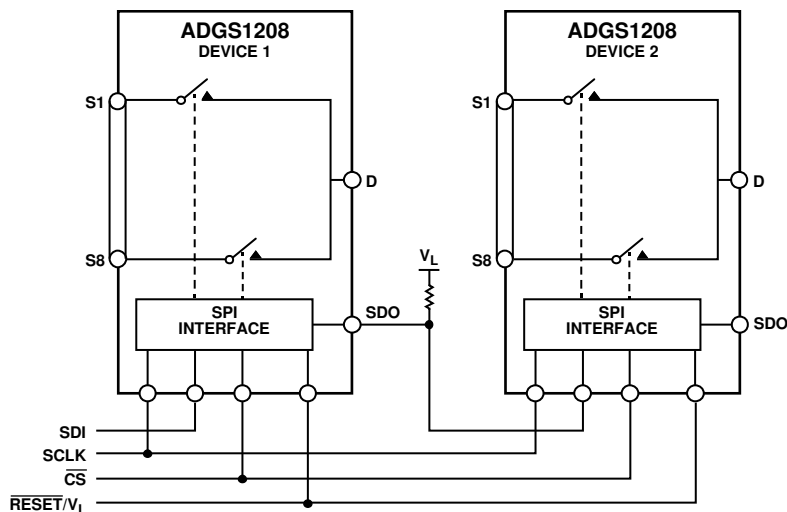 ADGS1208
DEVICE 1
S1
D
S8
SPI
INTERFACE
SDO
VL
ADGS1208
DEVICE 2
S1
D
S8
SPI
INTERFACE
SDO
SDI
SCLK
CS
RESET/VL